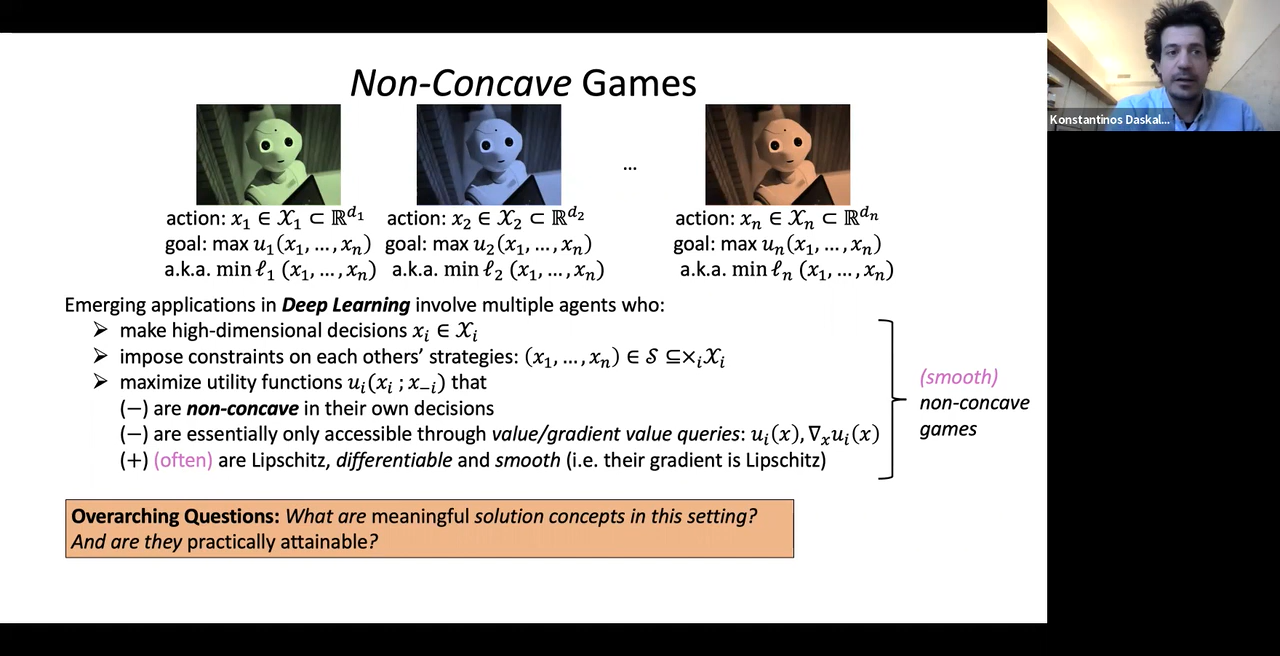 Non-Concave Games
Konstantinos Daskal...
...
action: x₁ ∈ 𝒳₁ ⊂ ℝ^{d₁} action: x₂ ∈ 𝒳₂ ⊂ ℝ^{d₂} action: xₙ ∈ 𝒳ₙ ⊂ ℝ^{dₙ}
goal: max u₁(x₁, … , xₙ) goal: max u₂(x₁, … , xₙ) goal: max uₙ(x₁, … , xₙ)
a.k.a. min ℓ₁ (x₁, … , xₙ) a.k.a. min ℓ₂ (x₁, … , xₙ) a.k.a. min ℓₙ (x₁, … , xₙ)
Emerging applications in Deep Learning involve multiple agents who:
➢ make high-dimensional decisions xᵢ ∈ 𝒳ᵢ
➢ impose constraints on each others' strategies: (x₁, … , xₙ) ∈ 𝒮 ⊆×ᵢ𝒳ᵢ
➢ maximize utility functions uᵢ(xᵢ ; x₋ᵢ) that
(−) are non-concave in their own decisions
(−) are essentially only accessible through value/gradient value queries: uᵢ(x), ∇ₓuᵢ(x)
(+) (often) are Lipschitz, differentiable and smooth (i.e. their gradient is Lipschitz)
(smooth)
non-concave
games
Overarching Questions: What are meaningful solution concepts in this setting?
And are they practically attainable?